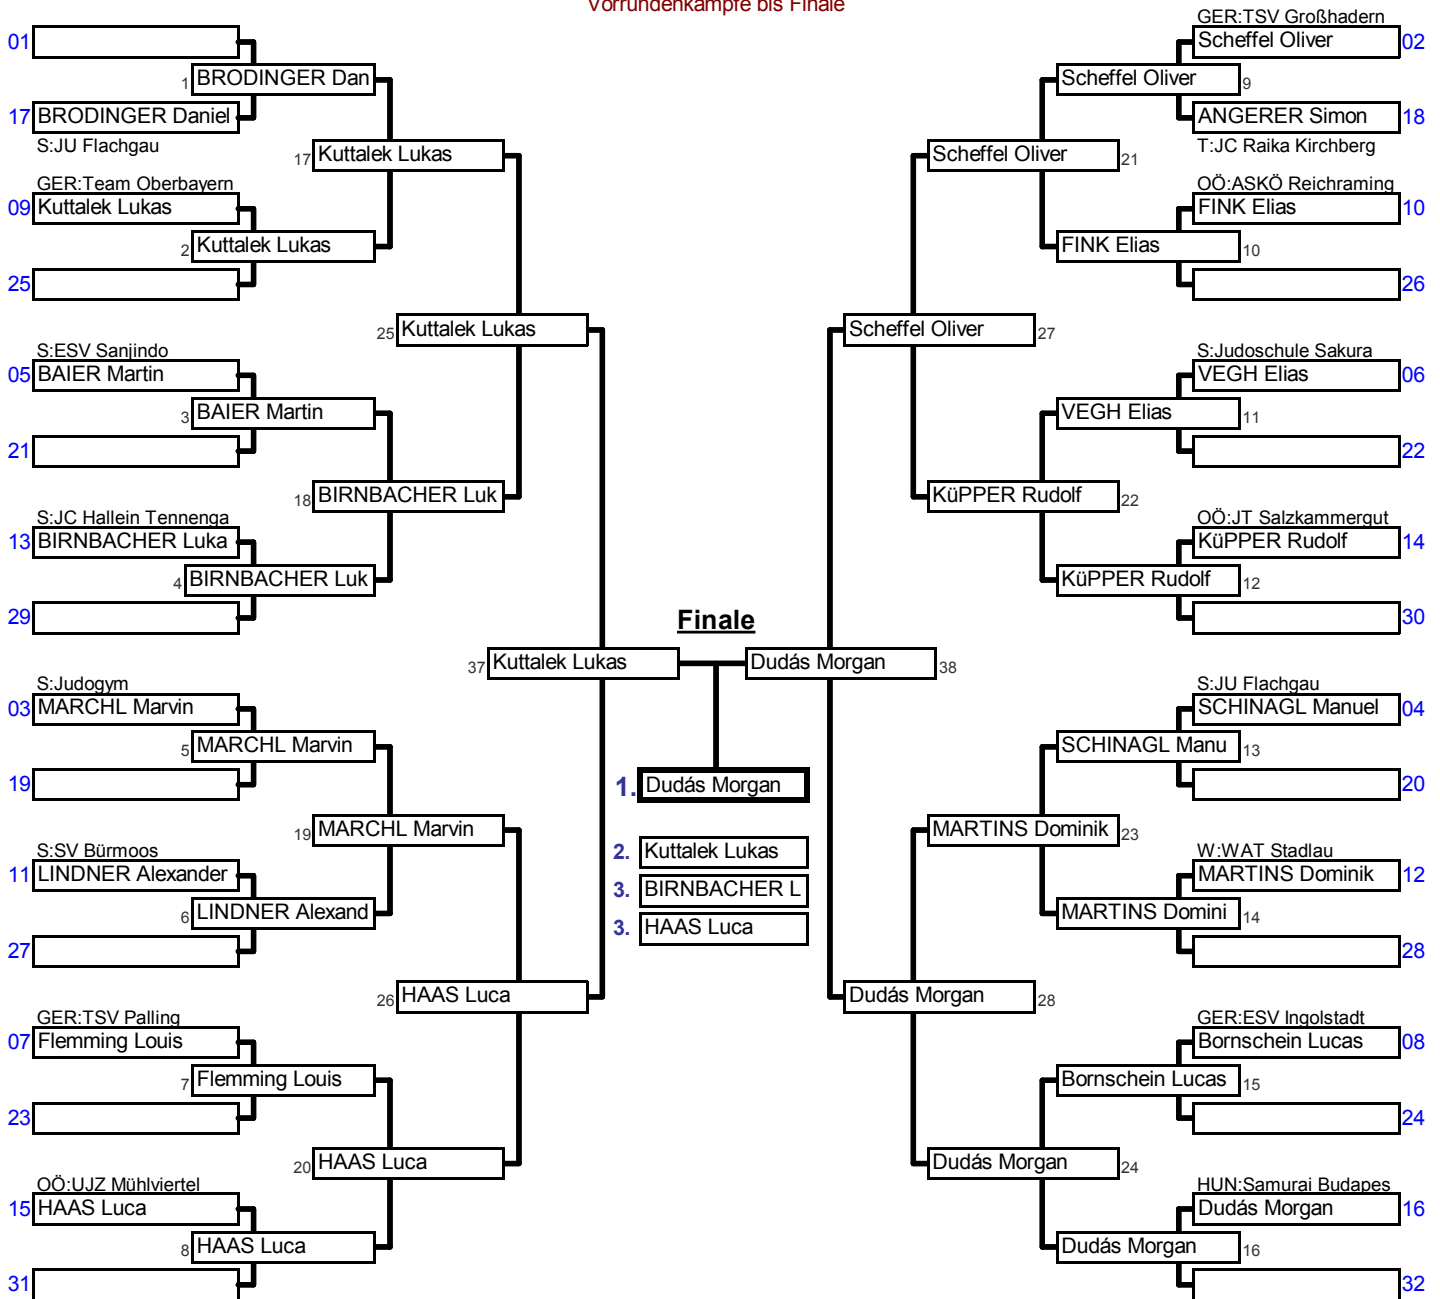 Vorrundenkämpfe bis Finale
01
1 BRODINGER Dan
17 BRODINGER Daniel
S:JU Flachgau
17 Kuttalek Lukas
GER:Team Oberbayern
09 Kuttalek Lukas
2 Kuttalek Lukas
25
25 Kuttalek Lukas
S:ESV Sanjindo
05 BAIER Martin
3 BAIER Martin
21
18 BIRNBACHER Luk
S:JC Hallein Tennenga
13 BIRNBACHER Luka
4 BIRNBACHER Luk
29
37 Kuttalek Lukas
S:Judogym
03 MARCHL Marvin
5 MARCHL Marvin
19
19 MARCHL Marvin
S:SV Bürmoos
11 LINDNER Alexander
6 LINDNER Alexand
27
26 HAAS Luca
GER:TSV Palling
07 Flemming Louis
7 Flemming Louis
23
20 HAAS Luca
OÖ:UJZ Mühlviertel
15 HAAS Luca
8 HAAS Luca
31
Finale
1. Dudás Morgan
2. Kuttalek Lukas
3. BIRNBACHER L
3. HAAS Luca
GER:TSV Großhadern
Scheffel Oliver 02
Scheffel Oliver 9
ANGERER Simon 18
T:JC Raika Kirchberg
Scheffel Oliver 21
OÖ:ASKÖ Reichraming
FINK Elias 10
FINK Elias 10
26
Scheffel Oliver 27
S:Judoschule Sakura
VEGH Elias 06
VEGH Elias 11
22
KüPPER Rudolf 22
OÖ:JT Salzkammergut
KüPPER Rudolf 14
KüPPER Rudolf 12
30
Dudás Morgan 38
S:JU Flachgau
SCHINAGL Manuel 04
SCHINAGL Manu 13
20
MARTINS Dominik 23
W:WAT Stadlau
MARTINS Dominik 12
MARTINS Domini 14
28
Dudás Morgan 28
GER:ESV Ingolstadt
Bornschein Lucas 08
Bornschein Lucas 15
24
Dudás Morgan 24
HUN:Samurai Budapes
Dudás Morgan 16
Dudás Morgan 16
32